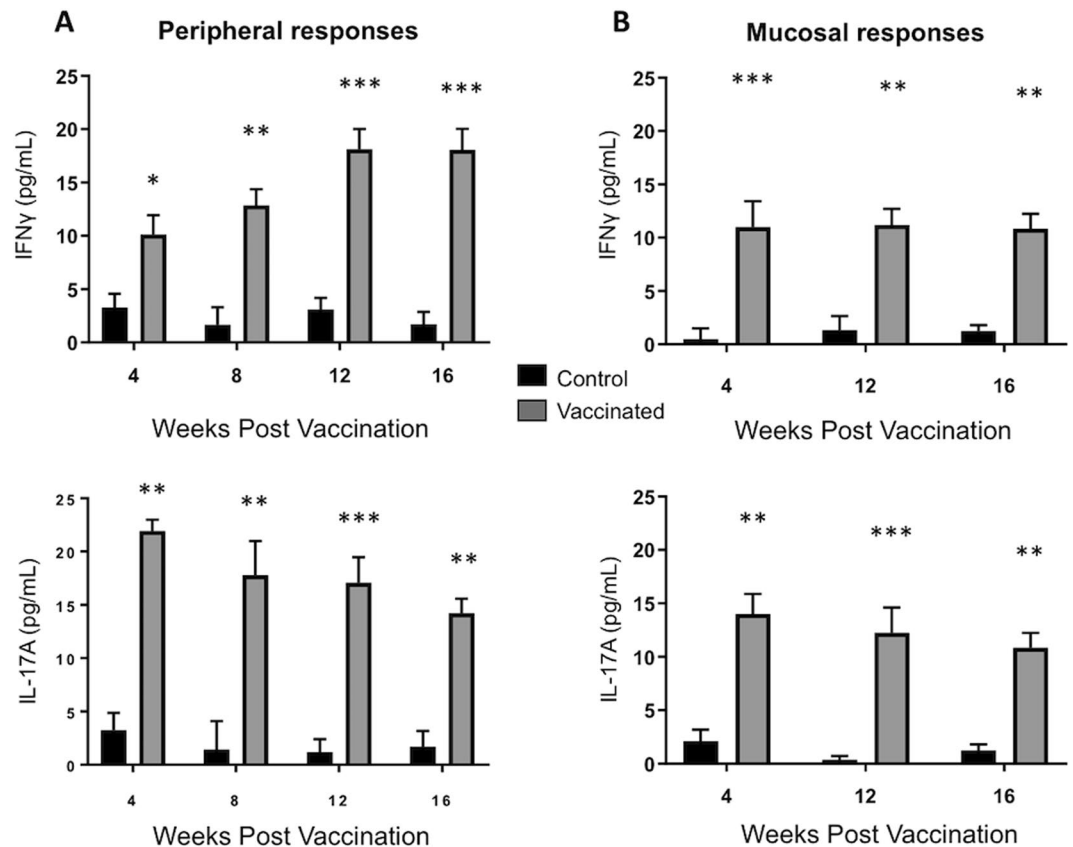 A
Peripheral responses
25
20
15
10
5
0
IFNγ (pg/mL)
*
**
***
***
4 8 12 16
Weeks Post Vaccination
B
Mucosal responses
25
20
15
10
5
0
IFNγ (pg/mL)
***
**
**
4 12 16
Weeks Post Vaccination
Control
Vaccinated
25
20
15
10
5
0
IL-17A (pg/mL)
**
**
***
**
4 8 12 16
Weeks Post Vaccination
25
20
15
10
5
0
IL-17A (pg/mL)
**
***
**
4 12 16
Weeks Post Vaccination